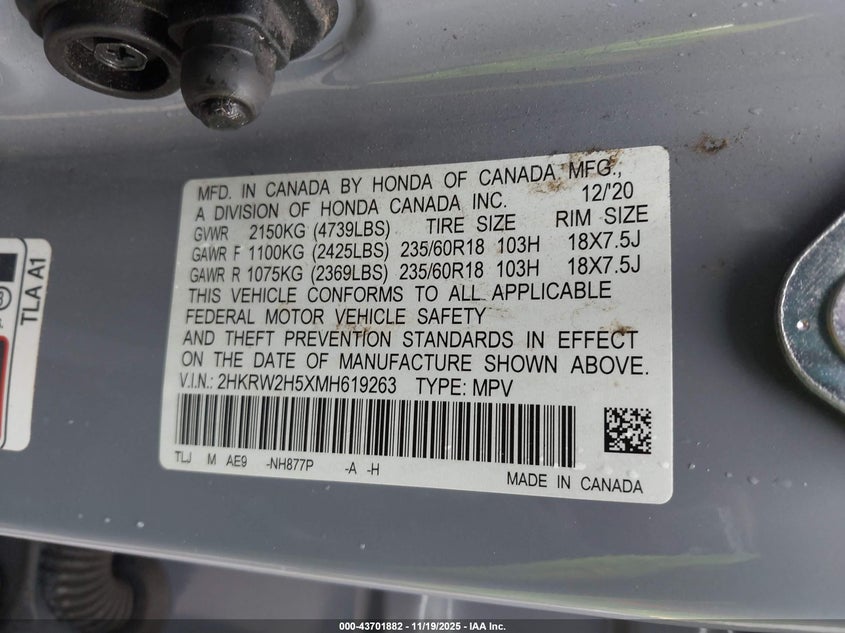 MFD. IN CANADA BY HONDA OF CANADA MFG.,
A DIVISION OF HONDA CANADA INC. 12/'20
GVWR 2150KG (4739LBS) TIRE SIZE RIM SIZE
GAWR F 1100KG (2425LBS) 235/60R18 103H 18X7.5J
GAWR R 1075KG (2369LBS) 235/60R18 103H 18X7.5J
THIS VEHICLE CONFORMS TO ALL APPLICABLE
FEDERAL MOTOR VEHICLE SAFETY
AND THEFT PREVENTION STANDARDS IN EFFECT
ON THE DATE OF MANUFACTURE SHOWN ABOVE.
V.I.N.: 2HKRW2H5XMH619263 TYPE: MPV
TLJ M AE9 -NH877P -A -H
MADE IN CANADA
TLA A1
000-43701882 - 11/19/2025 - IAA Inc.